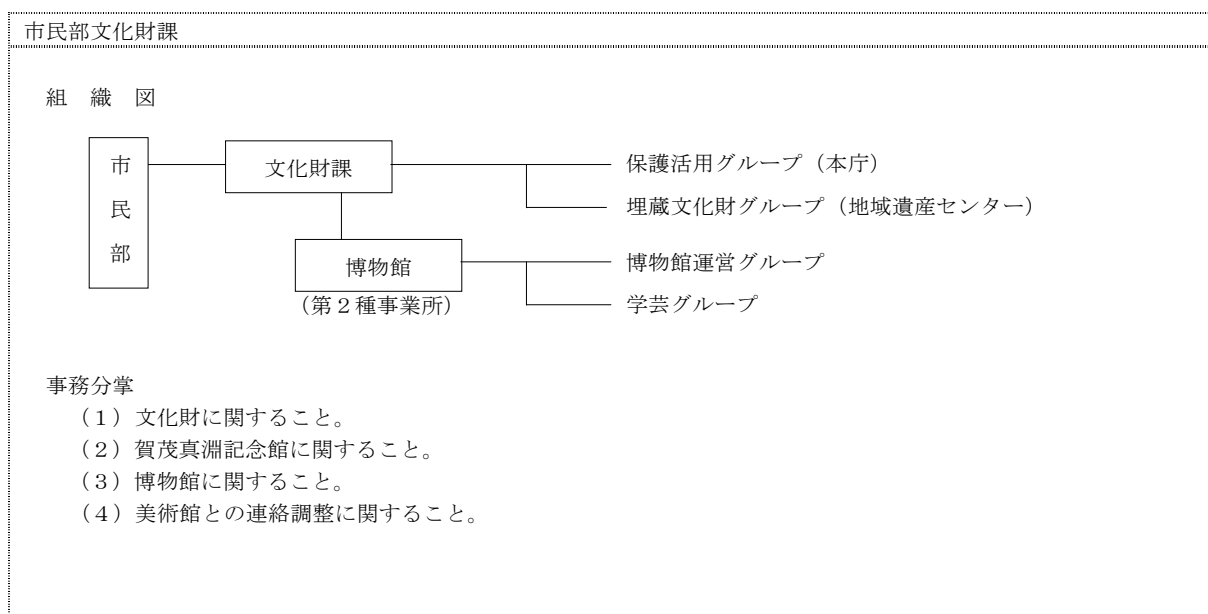 市民部文化財課
組 織 図
市民部
文化財課
保護活用グループ（本庁）
埋蔵文化財グループ（地域遺産センター）
博物館
（第２種事業所）
博物館運営グループ
学芸グループ
事務分掌
（１）文化財に関すること。
（２）賀茂真淵記念館に関すること。
（３）博物館に関すること。
（４）美術館との連絡調整に関すること。